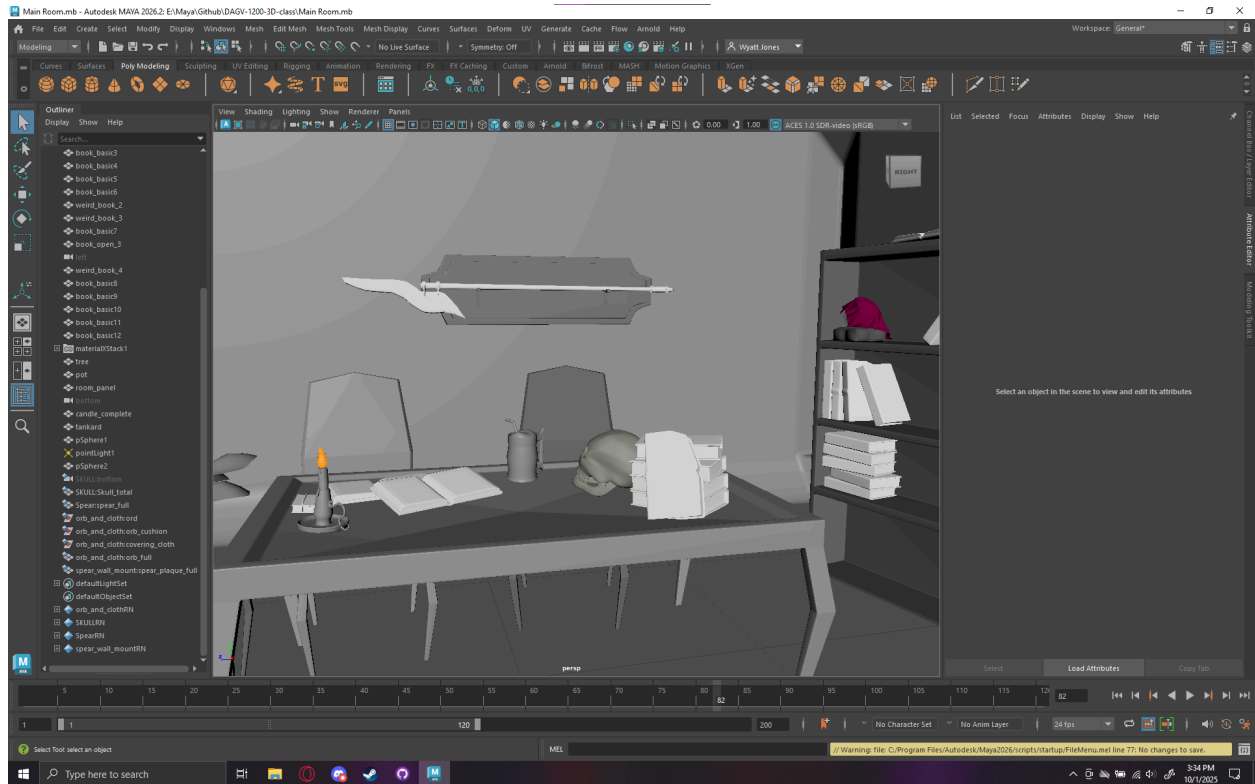 Main Room.mb - Autodesk MAYA 2026.2: E:\Maya\Github\DAGV-1200-3D-class\Main Room.mb
File Edit Create Select Modify Display Windows Mesh Edit Mesh Mesh Tools Mesh Display Curves Surfaces Deform UV Generate Cache Flow Arnold Help
Workspace: General*
Modeling
No Live Surface
Symmetry: Off
Wyatt Jones
Curves Surfaces Poly Modeling Sculpting UV Editing Rigging Animation Rendering FX FX Caching Custom Arnold Bifrost MASH Motion Graphics XGen
SVG
0,0,0
Outliner
Display Show Help
Search...
View Shading Lighting Show Renderer Panels
0.00 1.00 ACES 1.0 SDR-video (sRGB)
List Selected Focus Attributes Display Show Help
book_basic3
book_basic4
book_basic5
book_basic6
weird_book_2
weird_book_3
book_basic7
book_open_3
left
weird_book_4
book_basic8
book_basic9
book_basic10
book_basic11
book_basic12
materialXStack1
tree
pot
room_panel
bottom
candle_complete
tankard
pSphere1
pointLight1
pSphere2
SKULL:bottom
SKULL:Skull_total
Spear:spear_full
orb_and_cloth:ord
orb_and_cloth:orb_cushion
orb_and_cloth:covering_cloth
orb_and_cloth:orb_full
spear_wall_mount:spear_plaque_full
defaultLightSet
defaultObjectSet
orb_and_clothRN
SKULLRN
SpearRN
spear_wall_mountRN
RIGHT
persp
Select an object in the scene to view and edit its attributes
Channel Box / Layer Editor
Attribute Editor
Modeling Toolkit
Select Load Attributes Copy Tab
5 10 15 20 25 30 35 40 45 50 55 60 65 70 75 80 82 85 90 95 100 105 110 115 12
82
1 1 120 200
No Character Set
No Anim Layer
24 fps
Select Tool: select an object
MEL
// Warning: file: C:/Program Files/Autodesk/Maya2026/scripts/startup/FileMenu.mel line 77: No changes to save.
Type here to search
3:34 PM
10/1/2025